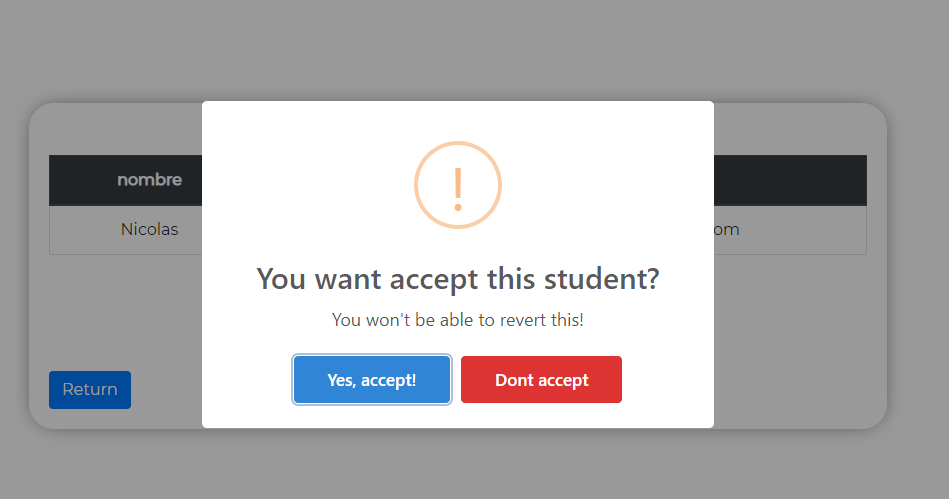 nombre
Nicolas
om
!
You want accept this student?
You won't be able to revert this!
Yes, accept!
Dont accept
Return